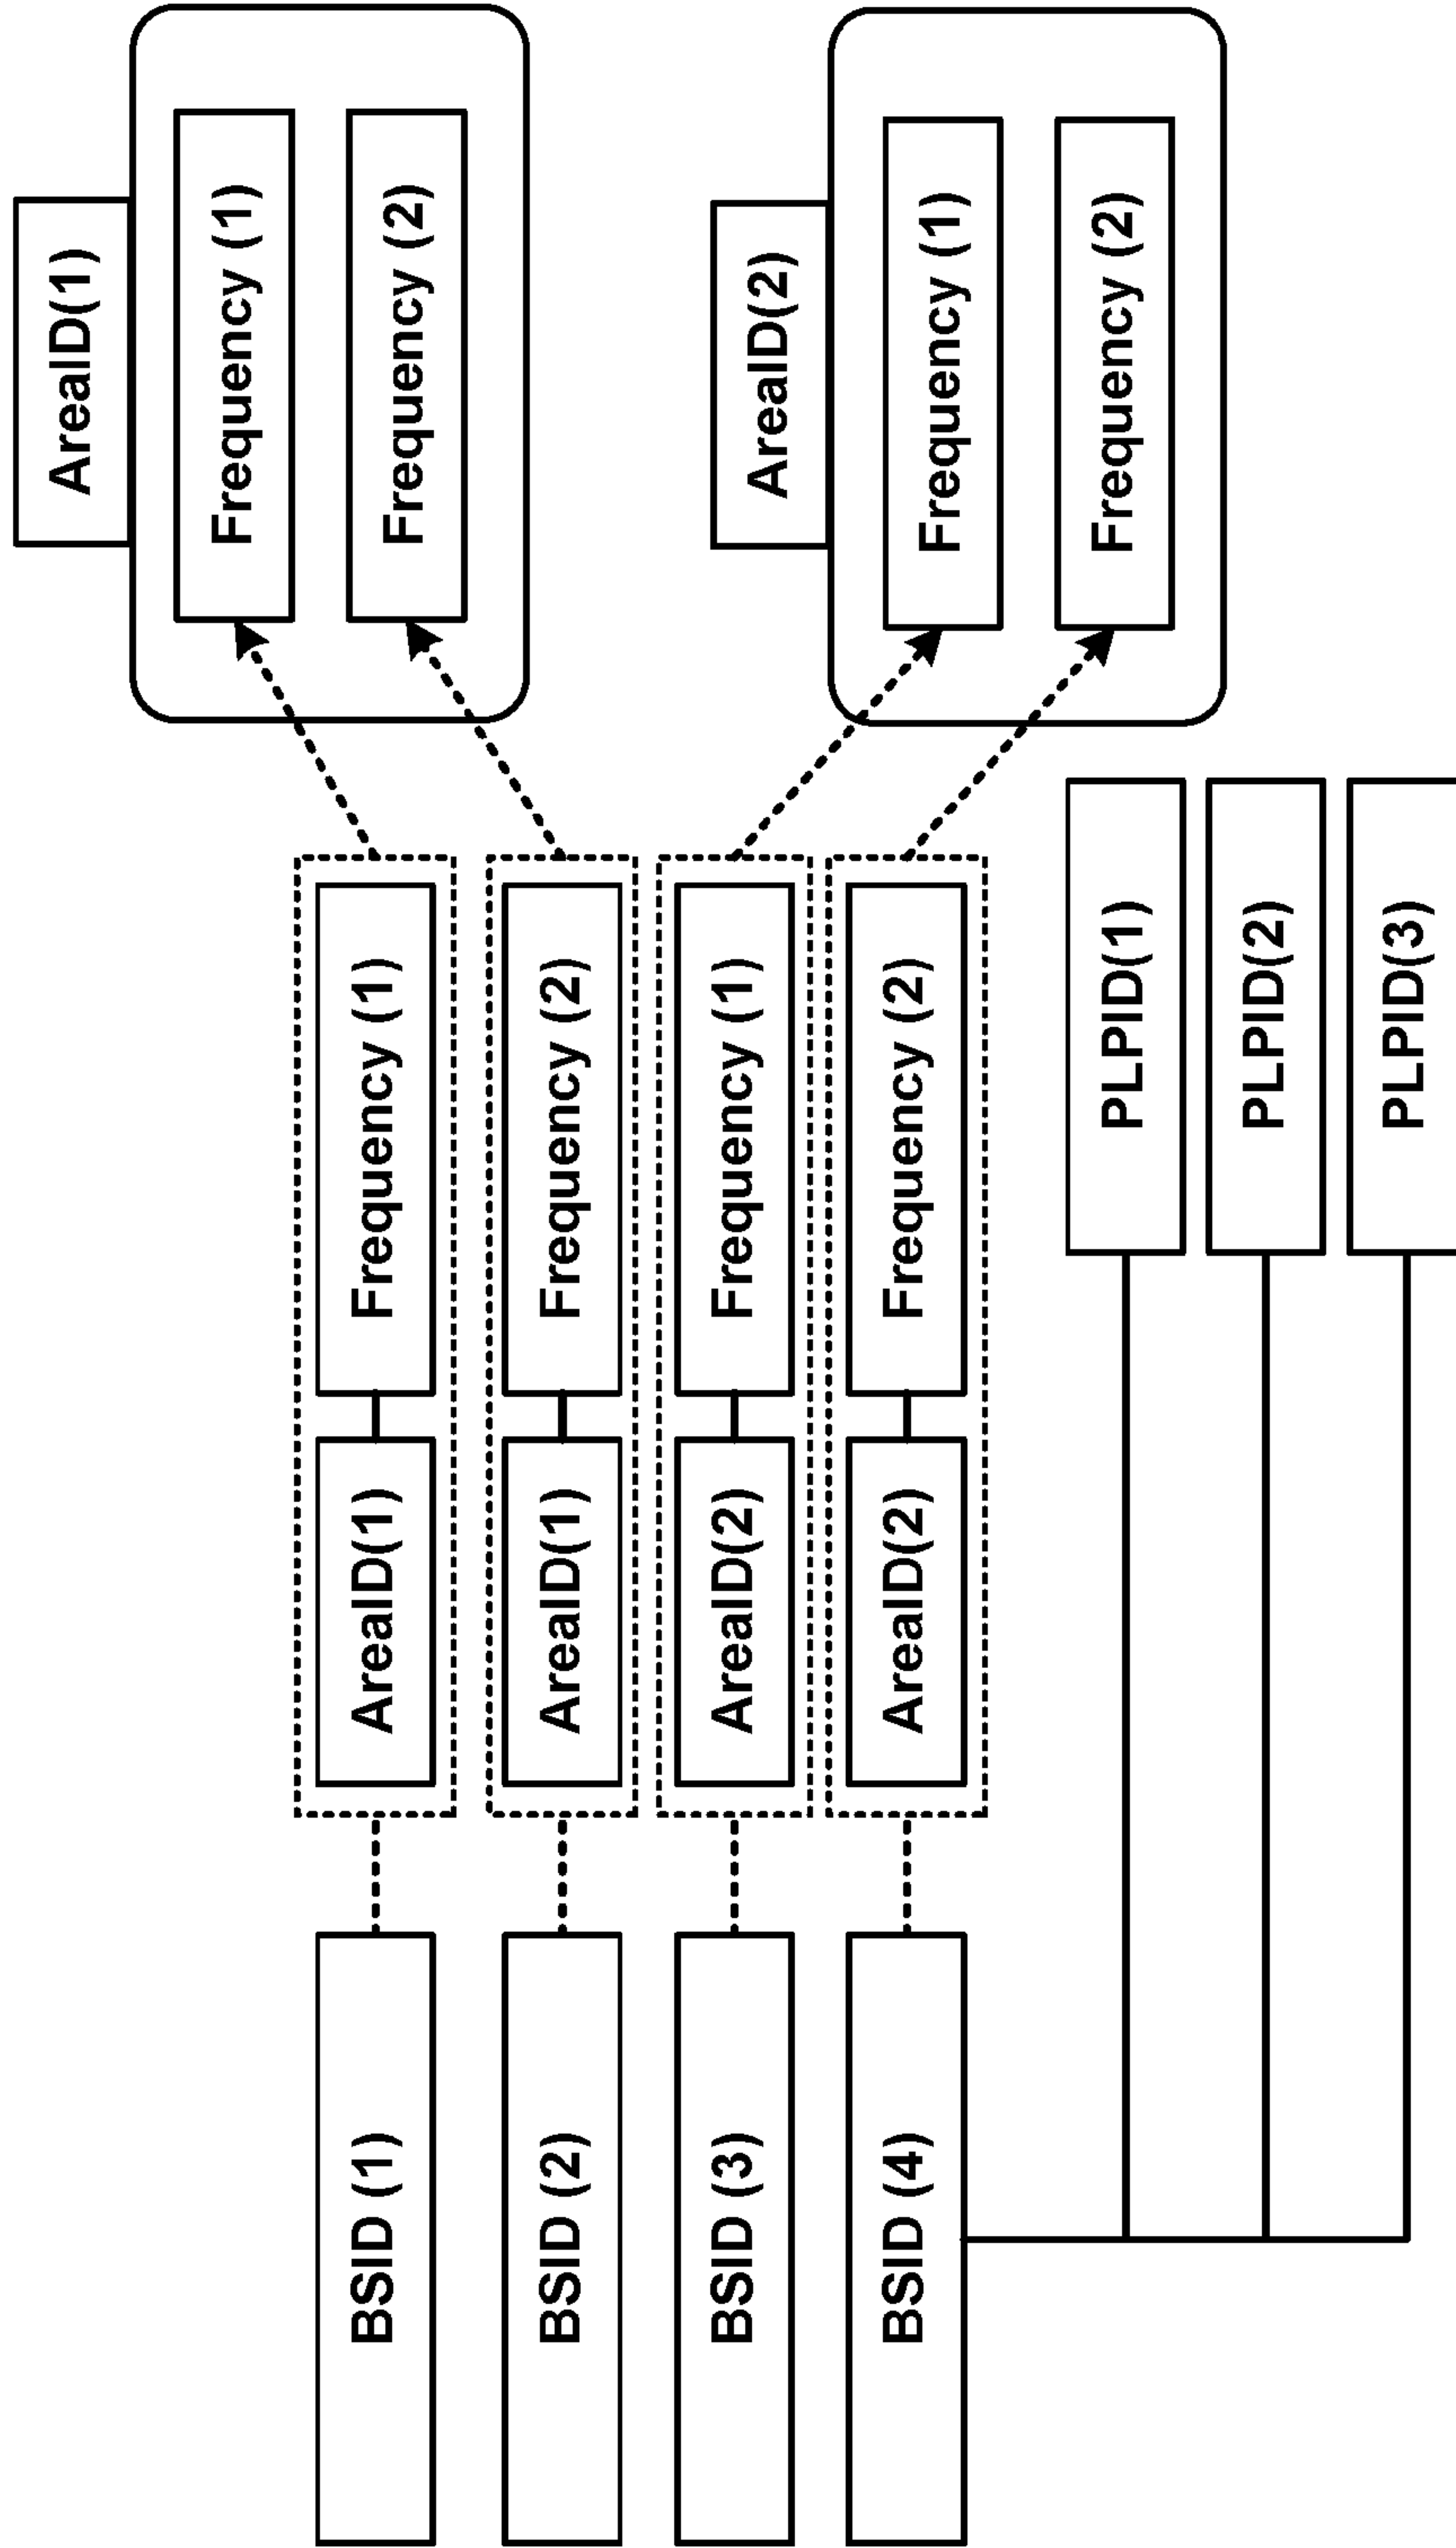 AreaID(1)
Frequency (1)
Frequency (2)
BSID (1)
AreaID(1)
Frequency (1)
BSID (2)
AreaID(1)
Frequency (2)
AreaID(2)
BSID (3)
AreaID(2)
Frequency (1)
Frequency (1)
BSID (4)
AreaID(2)
Frequency (2)
Frequency (2)
PLPID(1)
PLPID(2)
PLPID(3)